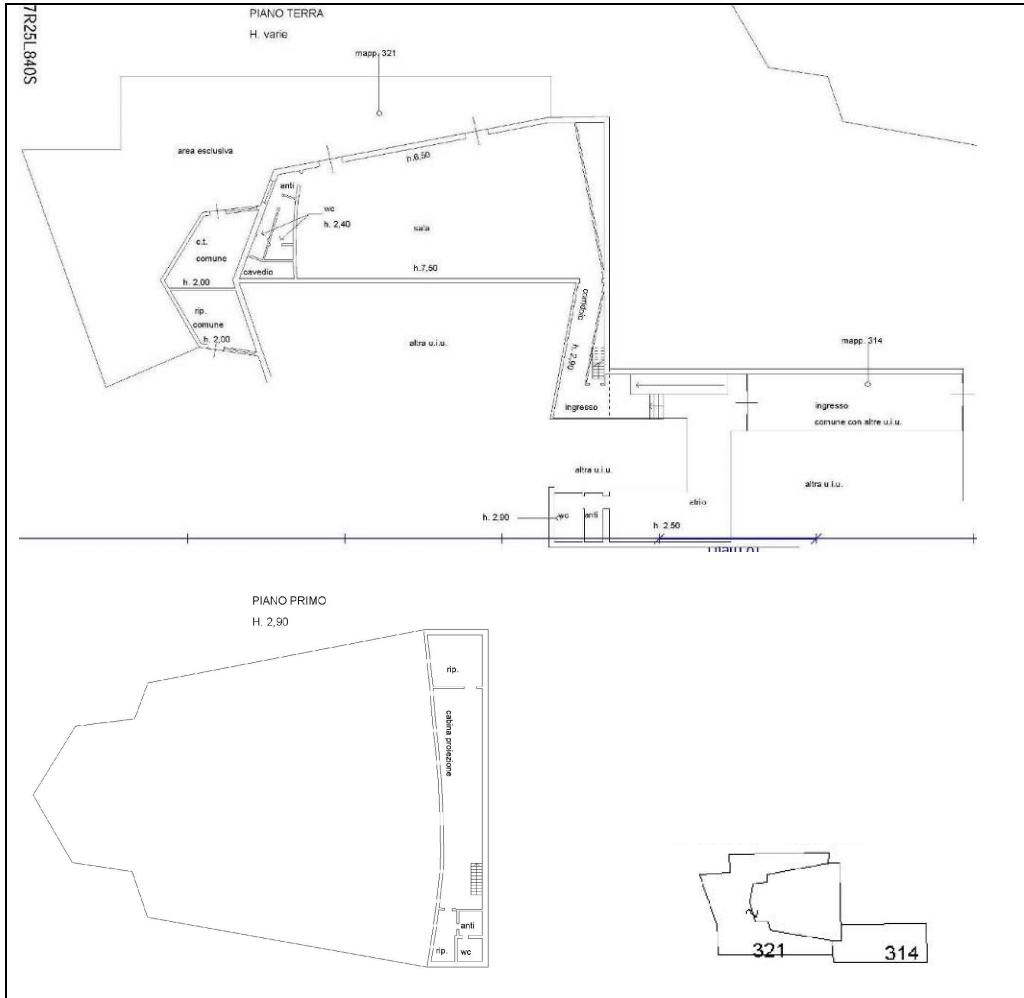 7R25L840S
PIANO TERRA
H. varie
mapp. 321
area esclusiva
h.6,50
anti
wc
h. 2,40
sala
c.t.
comune
cavedio
h.7,50
h. 2,00
rip.
comune
h. 2,00
corridoio
h. 2,90
altra u.i.u.
mapp. 314
ingresso
ingresso
comune con altre u.i.u.
altra u.i.u.
altra u.i.u.
atrio
h. 2,90
wc
anti
h. 2,50
PIANO PRIMO
H. 2,90
rip.
cabina proiezione
anti
rip.
wc
321
314